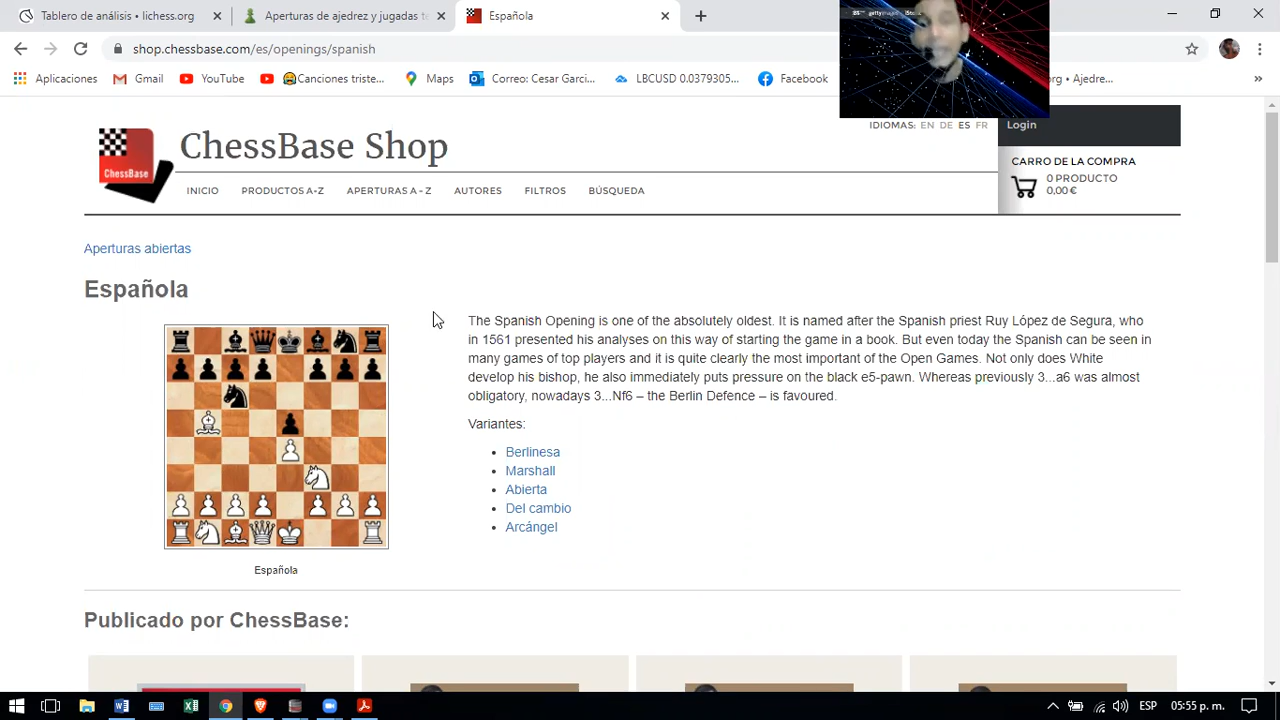 Tablero de análisis • lichess.org
Aperturas de ajedrez y jugadas
Española
shop.chessbase.com/es/openings/spanish
Aplicaciones
Gmail
YouTube
Canciones triste...
Maps
Correo: Cesar Garci...
LBCUSD 0.0379305...
Facebook
org • Ajedre...
gettyimages
iStock
ChessBase
ChessBase Shop
IDIOMAS: EN DE ES FR
Login
CARRO DE LA COMPRA
0 PRODUCTO
0,00 €
INICIO
PRODUCTOS A+Z
APERTURAS A - Z
AUTORES
FILTROS
BÚSQUEDA
Aperturas abiertas
Española
The Spanish Opening is one of the absolutely oldest. It is named after the Spanish priest Ruy López de Segura, who
in 1561 presented his analyses on this way of starting the game in a book. But even today the Spanish can be seen in
many games of top players and it is quite clearly the most important of the Open Games. Not only does White
develop his bishop, he also immediately puts pressure on the black e5-pawn. Whereas previously 3...a6 was almost
obligatory, nowadays 3...Nf6 – the Berlin Defence – is favoured.
Variantes:
Berlinesa
Marshall
Abierta
Del cambio
Arcángel
Española
Publicado por ChessBase:
ESP
05:55 p. m.